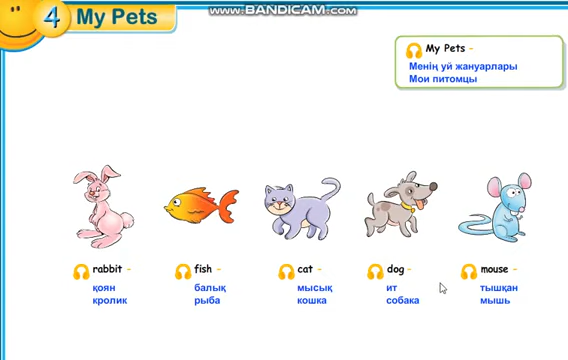 4 My Pets
www.BANDICAM.com
My Pets -
Менің үй жануарлары
Мои питомцы
rabbit -
қоян
кролик
fish -
балық
рыба
cat -
мысық
кошка
dog -
ит
собака
mouse -
тышқан
мышь